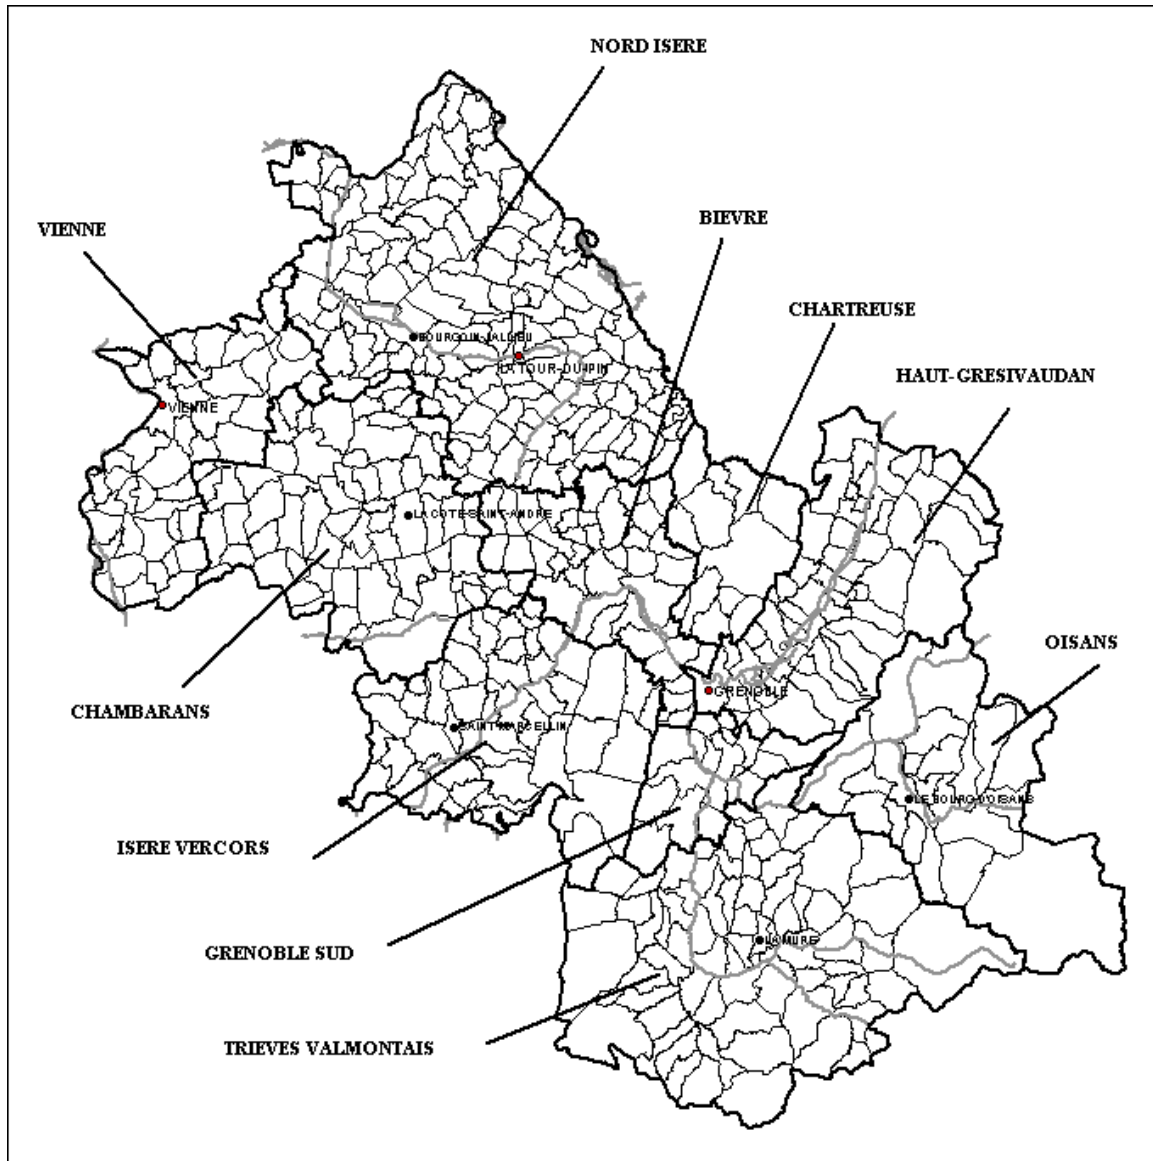 NORD ISERE
VIENNE
BIEVRE
CHARTREUSE
BOURGOIN-JALLIEU
LA TOUR-DU-PIN
HAUT-GRESIVAUDAN
VIENNE
LA COTE-SAINT-ANDRE
OISANS
GRENOBLE
CHAMBARANS
SAINT-MARCELLIN
LE BOURG-D'OISANS
ISERE VERCORS
LA MURE
GRENOBLE SUD
TRIEVES VALMONTAIS